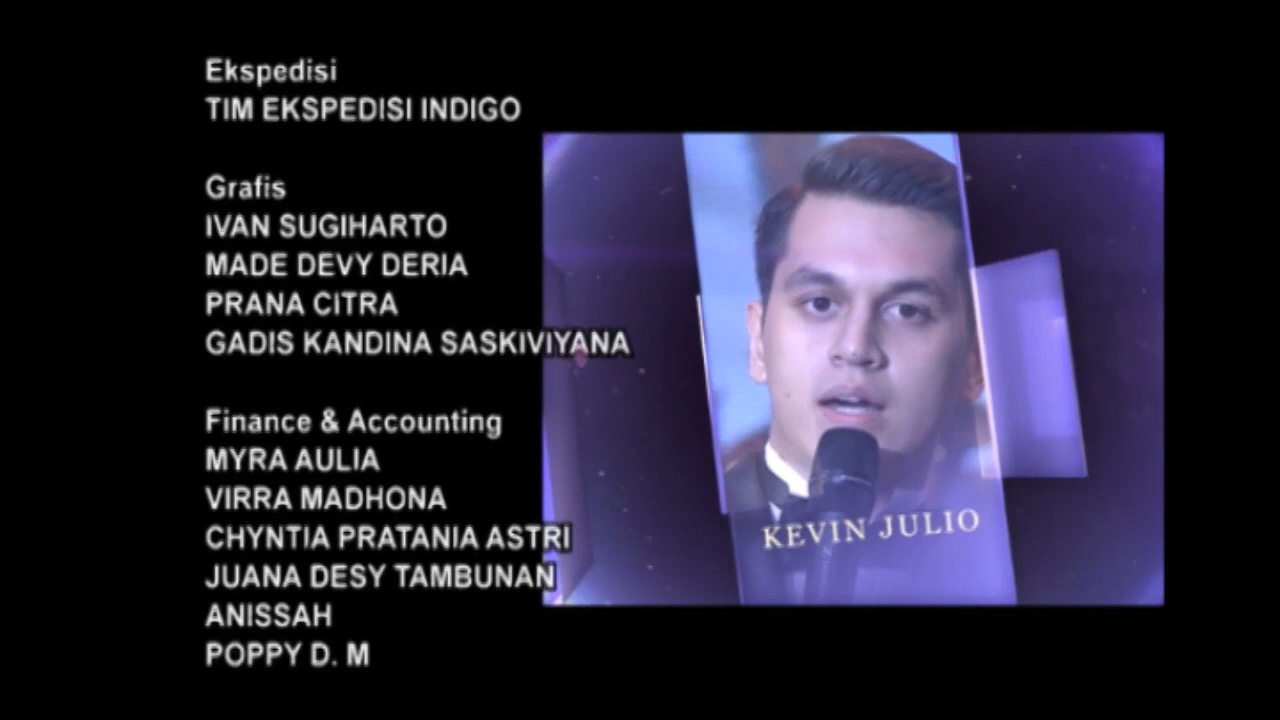 Ekspedisi
TIM EKSPEDISI INDIGO
Grafis
IVAN SUGIHARTO
MADE DEVY DERIA
PRANA CITRA
GADIS KANDINA SASKIVIYANA
Finance & Accounting
MYRA AULIA
VIRRA MADHONA
CHYNTIA PRATANIA ASTRI
JUANA DESY TAMBUNAN
ANISSAH
POPPY D. M
KEVIN JULIO